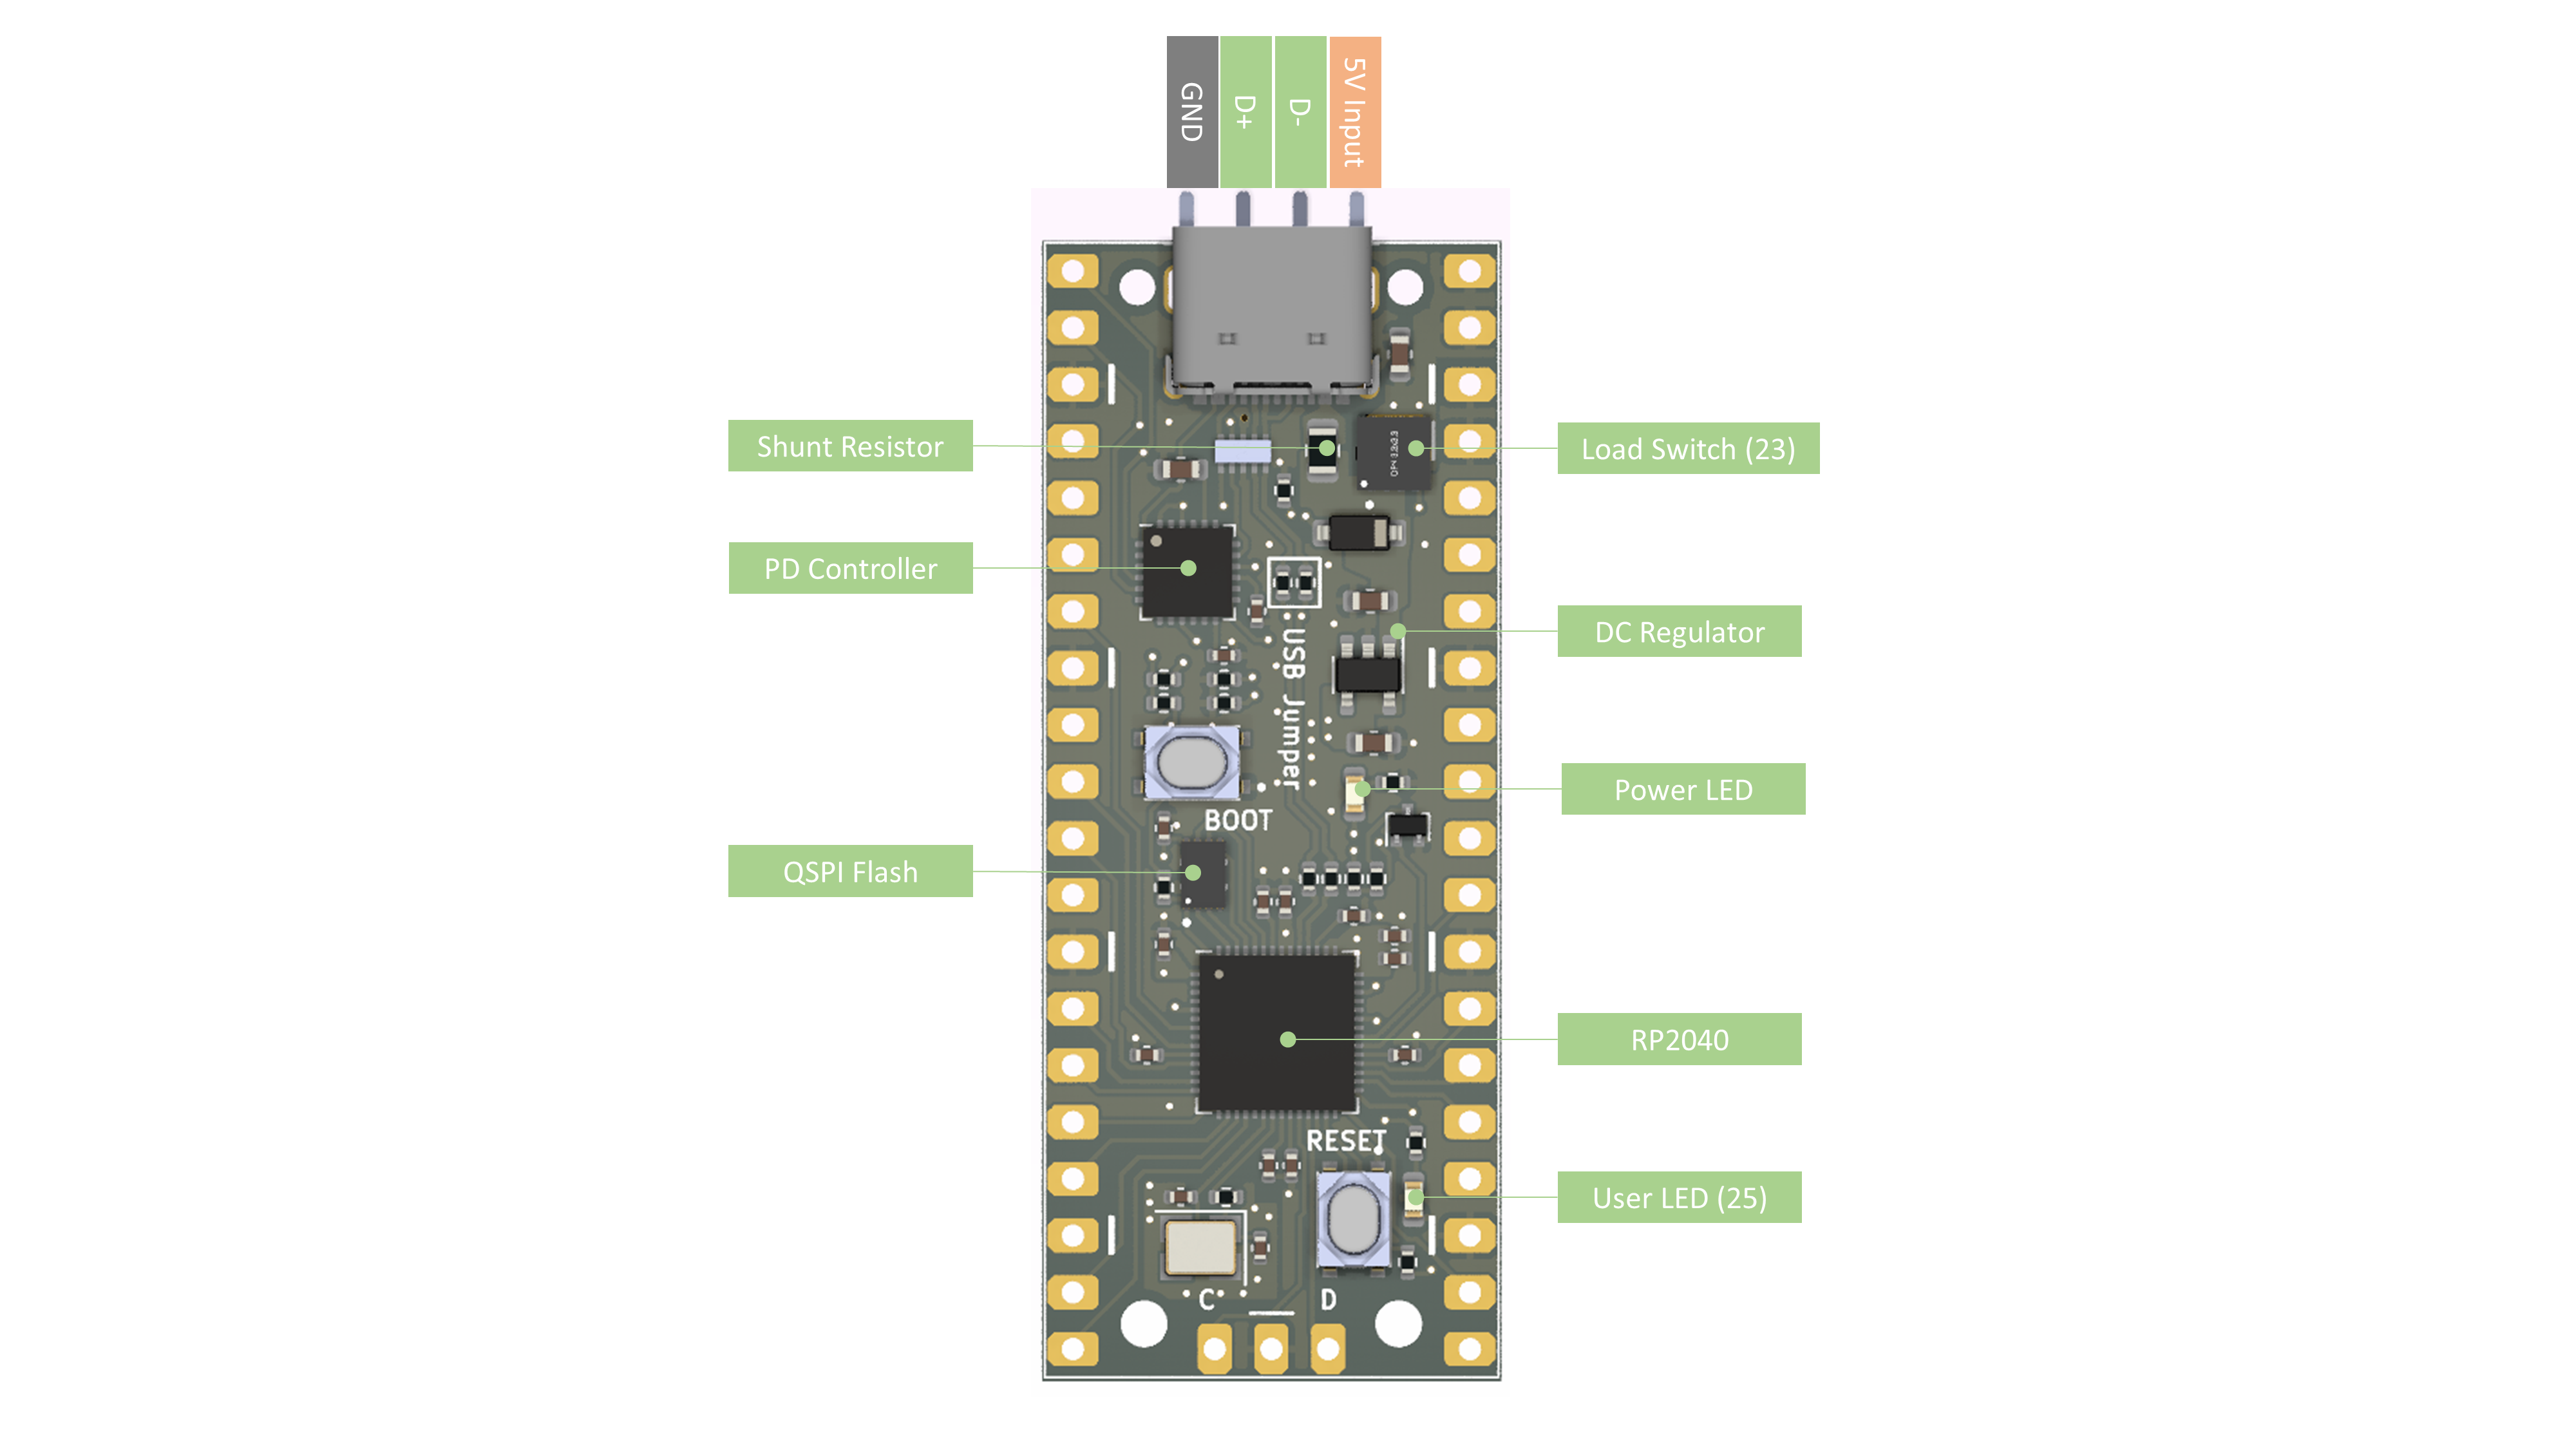 GND
D+
D-
5V Input
Shunt Resistor
Load Switch (23)
PD Controller
DC Regulator
USB Jumper
Power LED
BOOT
QSPI Flash
RP2040
RESET
User LED (25)
C
D